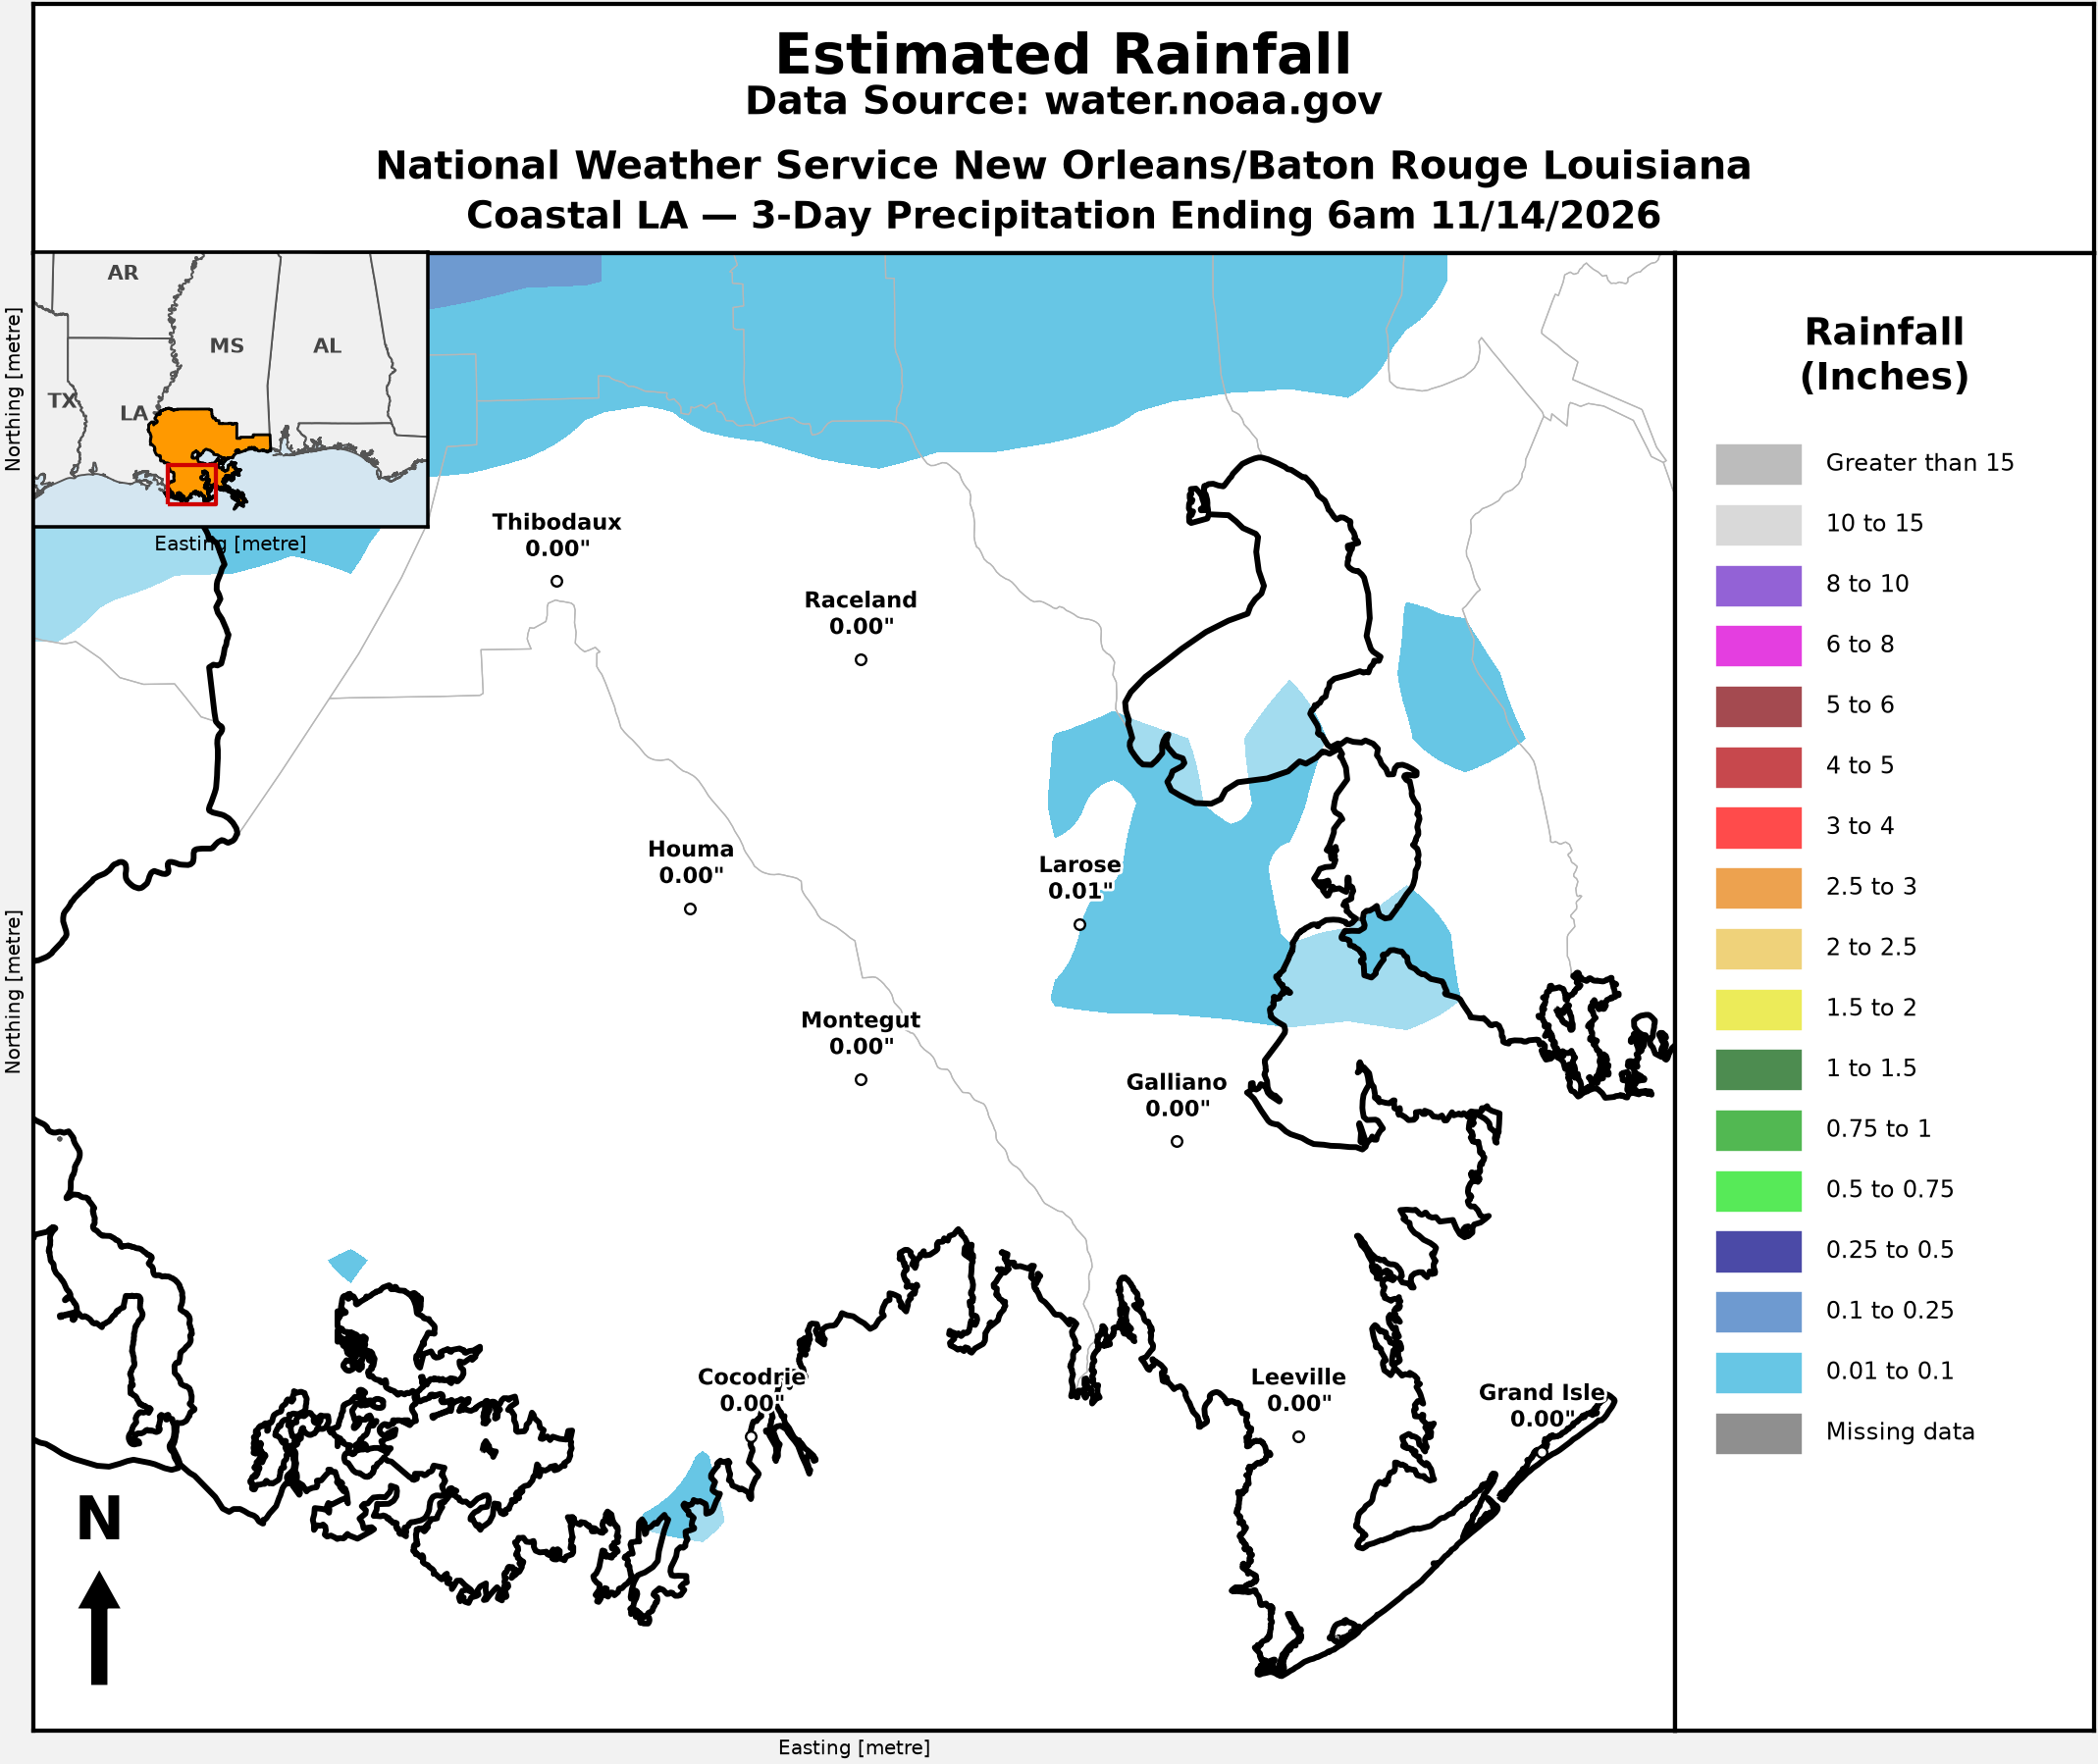 Estimated Rainfall
Data Source: water.noaa.gov
National Weather Service New Orleans/Baton Rouge Louisiana
Coastal LA — 3-Day Precipitation Ending 6am 11/14/2026
Northing [metre]
AR
MS
AL
TX
LA
Easting [metre]
Thibodaux
0.00"
Raceland
0.00"
Houma
0.00"
Larose
0.01"
Northing [metre]
Montegut
0.00"
Galliano
0.00"
Cocodrie
0.00"
Leeville
0.00"
Grand Isle
0.00"
N
Easting [metre]
Rainfall
(Inches)
Greater than 15
10 to 15
8 to 10
6 to 8
5 to 6
4 to 5
3 to 4
2.5 to 3
2 to 2.5
1.5 to 2
1 to 1.5
0.75 to 1
0.5 to 0.75
0.25 to 0.5
0.1 to 0.25
0.01 to 0.1
Missing data